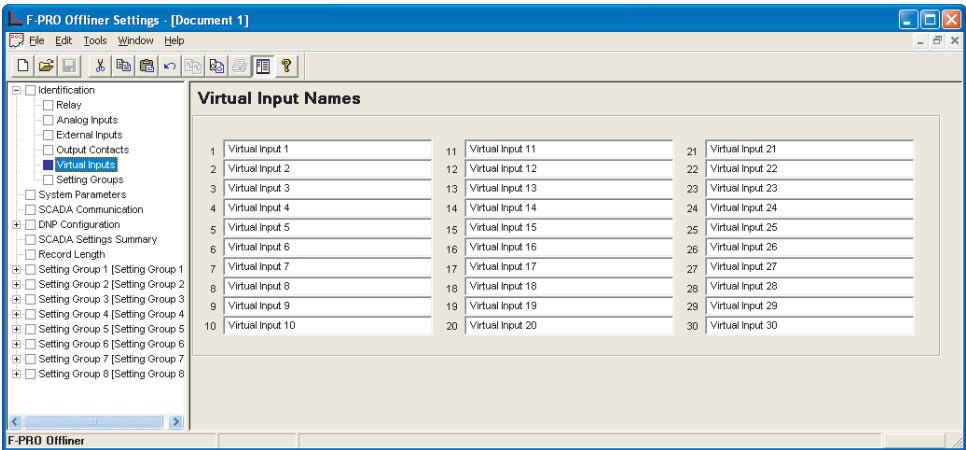 F-PRO Offliner Settings - [Document 1]
File Edit Tools Window Help
Identification
Relay
Analog Inputs
External Inputs
Output Contacts
Virtual Inputs
Setting Groups
System Parameters
SCADA Communication
DNP Configuration
SCADA Settings Summary
Record Length
Setting Group 1 [Setting Group 1
Setting Group 2 [Setting Group 2
Setting Group 3 [Setting Group 3
Setting Group 4 [Setting Group 4
Setting Group 5 [Setting Group 5
Setting Group 6 [Setting Group 6
Setting Group 7 [Setting Group 7
Setting Group 8 [Setting Group 8
Virtual Input Names
1 Virtual Input 1
2 Virtual Input 2
3 Virtual Input 3
4 Virtual Input 4
5 Virtual Input 5
6 Virtual Input 6
7 Virtual Input 7
8 Virtual Input 8
9 Virtual Input 9
10 Virtual Input 10
11 Virtual Input 11
12 Virtual Input 12
13 Virtual Input 13
14 Virtual Input 14
15 Virtual Input 15
16 Virtual Input 16
17 Virtual Input 17
18 Virtual Input 18
19 Virtual Input 19
20 Virtual Input 20
21 Virtual Input 21
22 Virtual Input 22
23 Virtual Input 23
24 Virtual Input 24
25 Virtual Input 25
26 Virtual Input 26
27 Virtual Input 27
28 Virtual Input 28
29 Virtual Input 29
30 Virtual Input 30
F-PRO Offliner